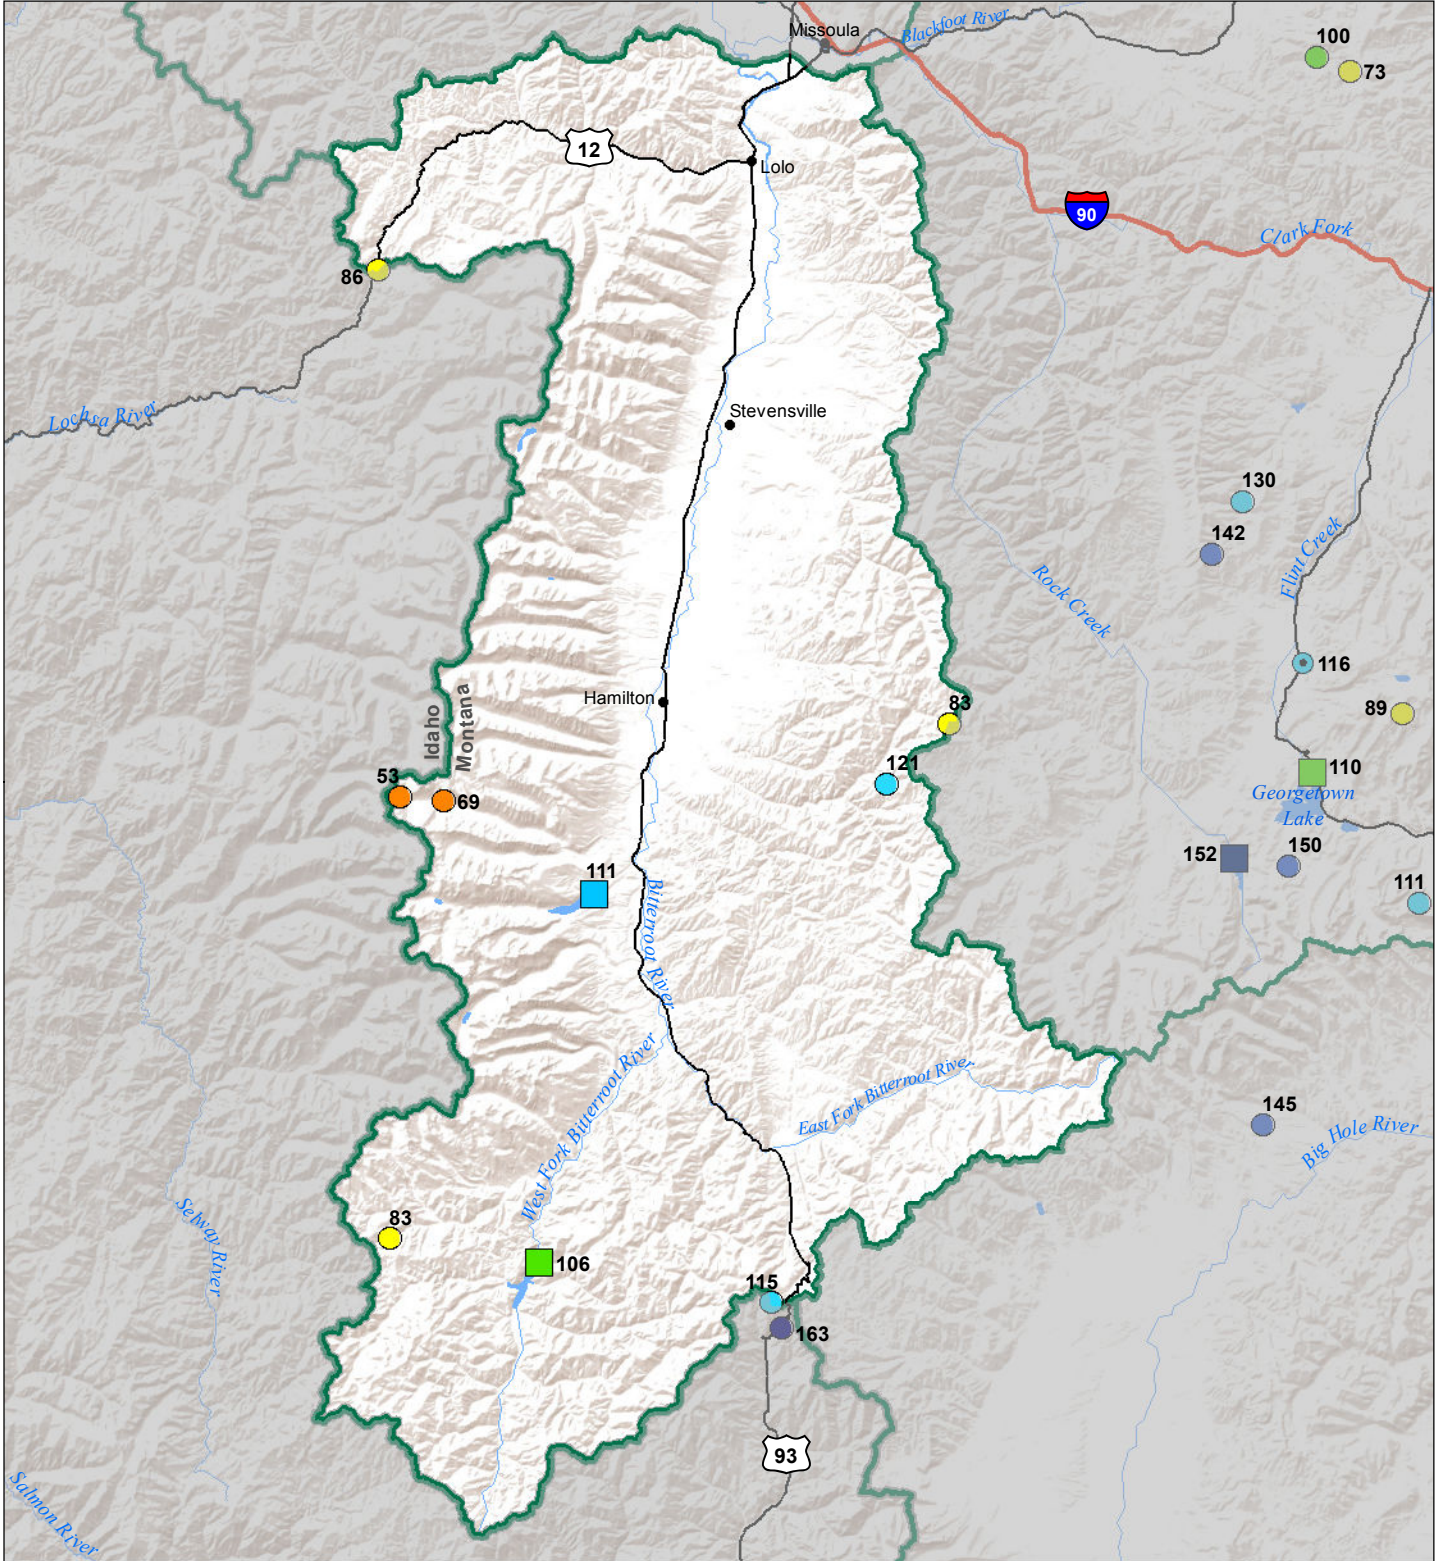 Missoula
Blackfoot River
100
73
12
Lolo
90
Clark Fork
86
Lochsa River
Stevensville
130
142
Flint Creek
Rock Creek
116
Hamilton
Idaho
Montana
83
89
53
69
121
110
Georgetown
Lake
152
150
111
111
Bitterroot River
West Fork Bitterroot River
East Fork Bitterroot River
145
Big Hole River
Selway River
83
106
115
163
93
Salmon River